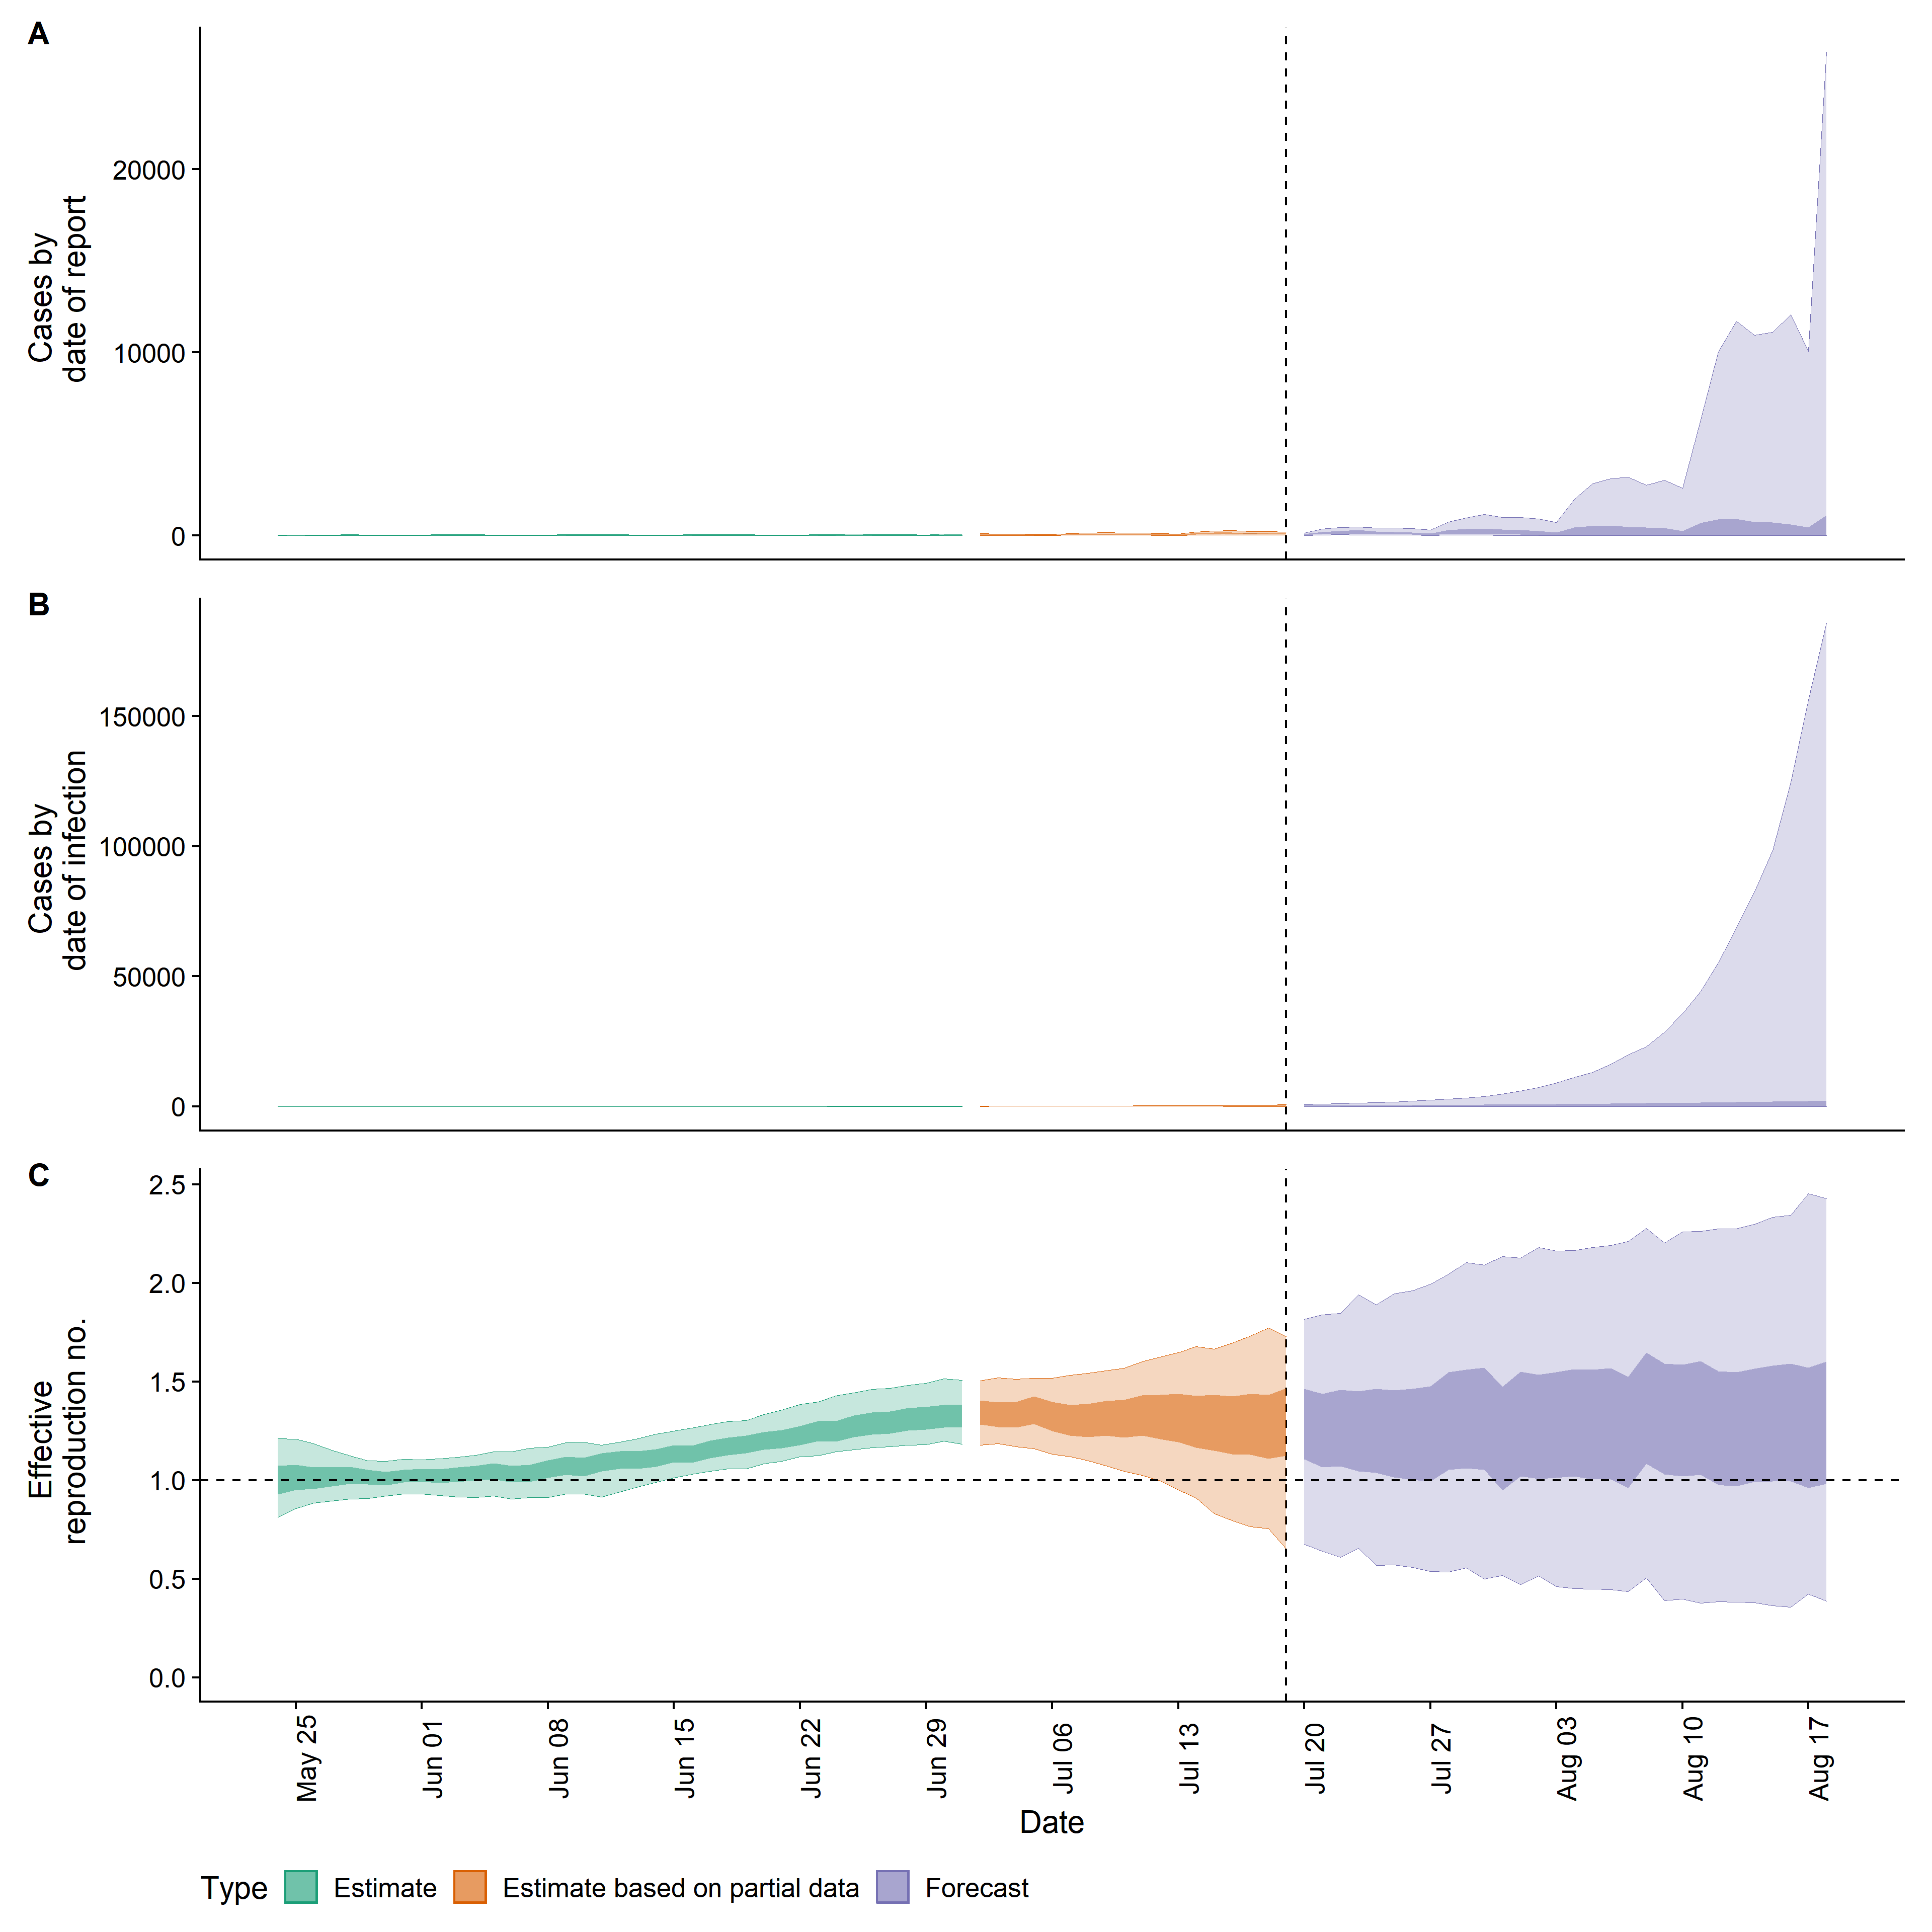 A
Cases by
date of report
20000
10000
0
B
Cases by
date of infection
150000
100000
50000
0
C
Effective
reproduction no.
2.5
2.0
1.5
1.0
0.5
0.0
May 25
Jun 01
Jun 08
Jun 15
Jun 22
Jun 29
Jul 06
Jul 13
Jul 20
Jul 27
Aug 03
Aug 10
Aug 17
Date
Type Estimate Estimate based on partial data Forecast